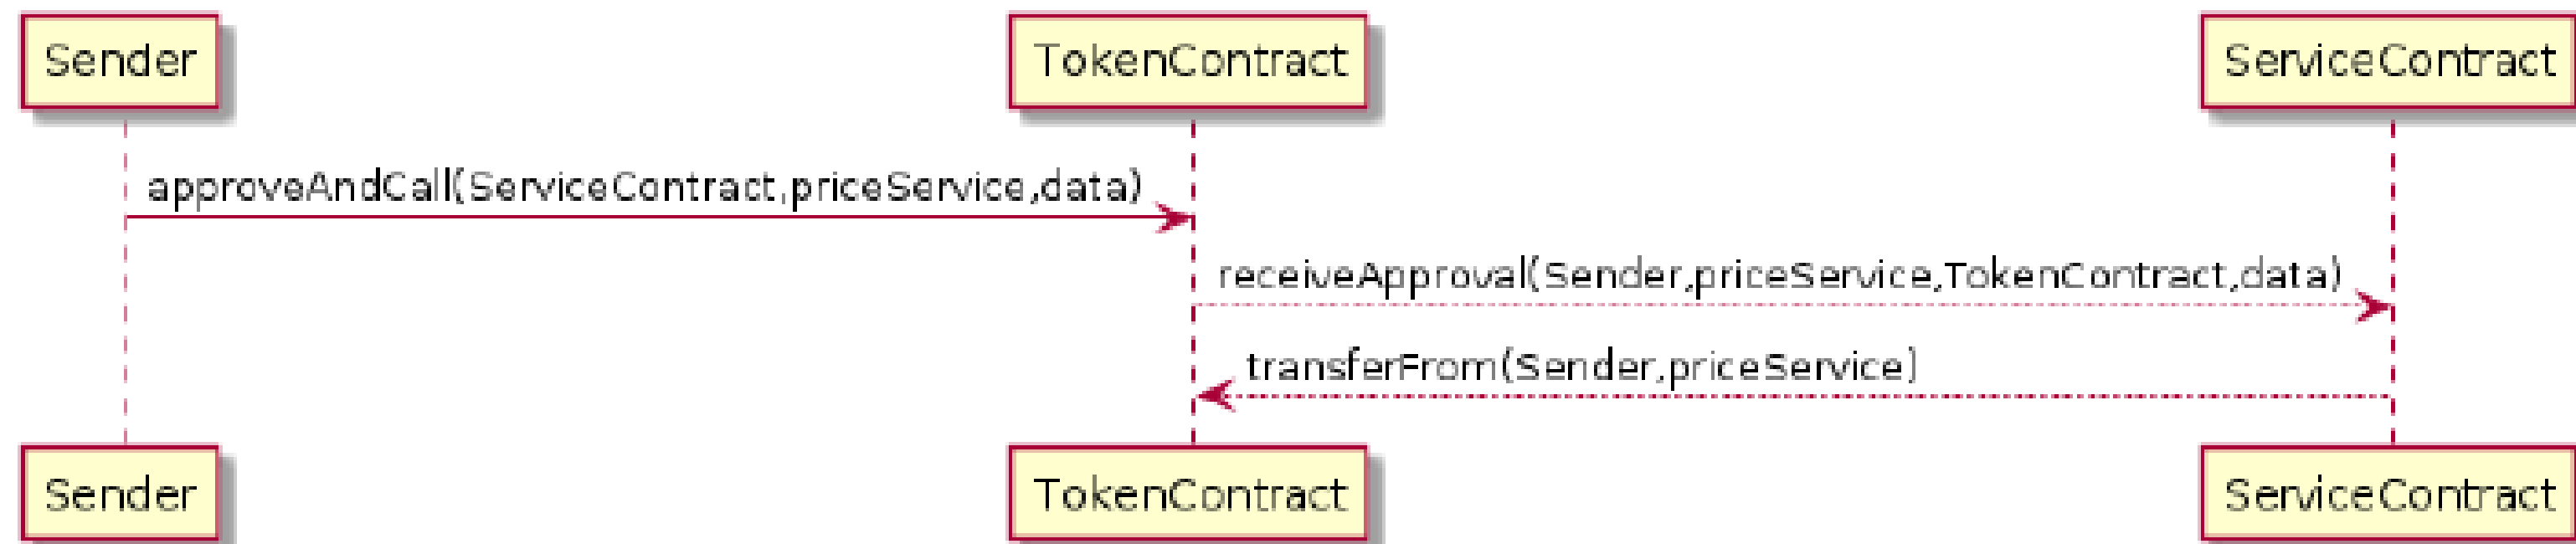 Sender
TokenContract
ServiceContract
approveAndCall(ServiceContract,priceService,data)
receiveApproval(Sender,priceService,TokenContract,data)
transferFrom(Sender,priceService)
Sender
TokenContract
ServiceContract